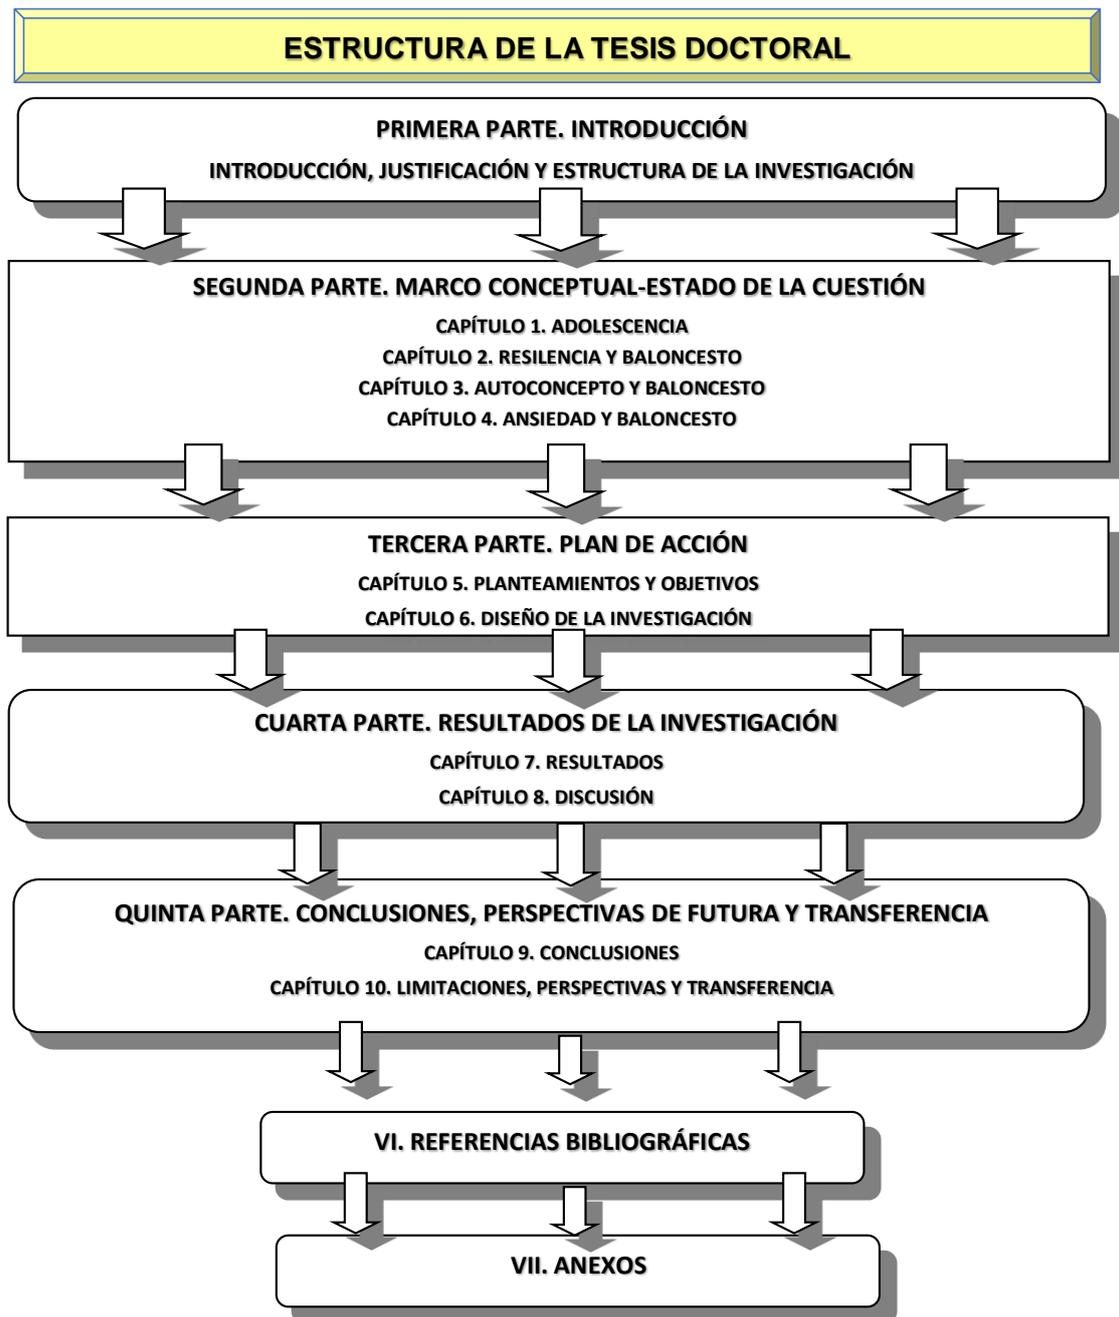 ESTRUCTURA DE LA TESIS DOCTORAL
PRIMERA PARTE. INTRODUCCIÓN
INTRODUCCIÓN, JUSTIFICACIÓN Y ESTRUCTURA DE LA INVESTIGACIÓN
SEGUNDA PARTE. MARCO CONCEPTUAL-ESTADO DE LA CUESTIÓN
CAPÍTULO 1. ADOLESCENCIA
CAPÍTULO 2. RESILENCIA Y BALONCESTO
CAPÍTULO 3. AUTOCONCEPTO Y BALONCESTO
CAPÍTULO 4. ANSIEDAD Y BALONCESTO
TERCERA PARTE. PLAN DE ACCIÓN
CAPÍTULO 5. PLANTEAMIENTOS Y OBJETIVOS
CAPÍTULO 6. DISEÑO DE LA INVESTIGACIÓN
CUARTA PARTE. RESULTADOS DE LA INVESTIGACIÓN
CAPÍTULO 7. RESULTADOS
CAPÍTULO 8. DISCUSIÓN
QUINTA PARTE. CONCLUSIONES, PERSPECTIVAS DE FUTURA Y TRANSFERENCIA
CAPÍTULO 9. CONCLUSIONES
CAPÍTULO 10. LIMITACIONES, PERSPECTIVAS Y TRANSFERENCIA
VI. REFERENCIAS BIBLIOGRÁFICAS
VII. ANEXOS